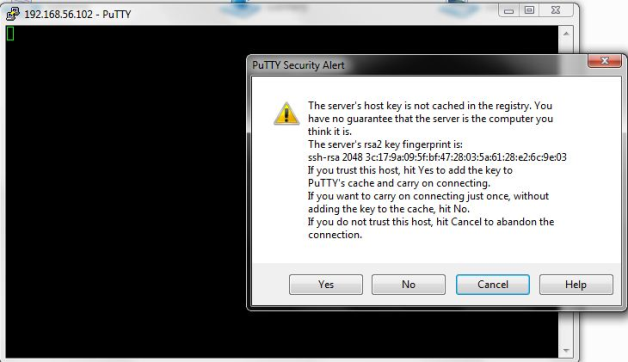 192.168.56.102 - PuTTY
PuTTY Security Alert
The server's host key is not cached in the registry. You
have no guarantee that the server is the computer you
think it is.
The server's rsa2 key fingerprint is:
ssh-rsa 2048 3c:17:9a:09:5f:bf:47:28:03:5a:61:28:e2:6c:9e:03
If you trust this host, hit Yes to add the key to
PuTTY's cache and carry on connecting.
If you want to carry on connecting just once, without
adding the key to the cache, hit No.
If you do not trust this host, hit Cancel to abandon the
connection.
Yes No Cancel Help